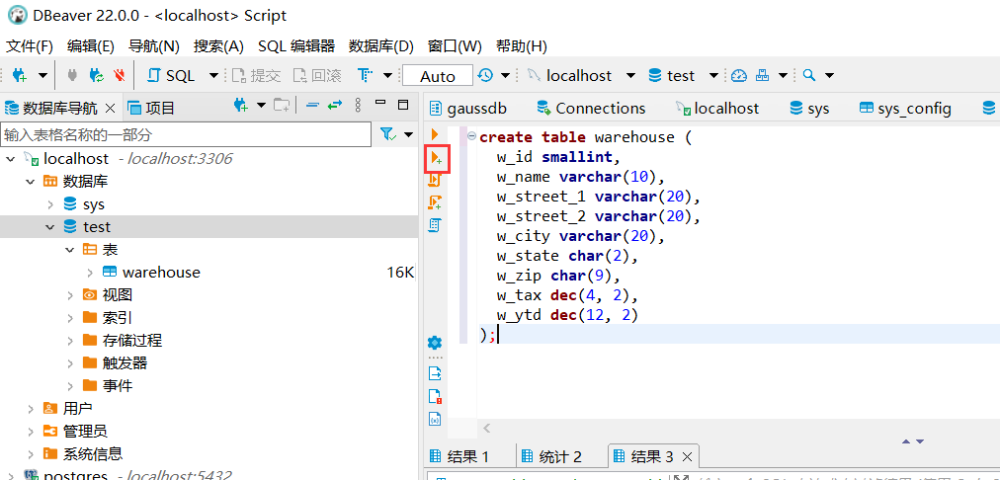 DBeaver 22.0.0 - <localhost> Script
文件(F) 编辑(E) 导航(N) 搜索(A) SQL 编辑器 数据库(D) 窗口(W) 帮助(H)
SQL 提交 回滚 Auto localhost test
数据库导航 项目
输入表格名称的一部分
localhost - localhost:3306
数据库
sys
test
表
warehouse 16K
视图
索引
存储过程
触发器
事件
用户
管理员
系统信息
postgres - localhost:5432
gaussdb Connections localhost sys sys_config
create table warehouse (
w_id smallint,
w_name varchar(10),
w_street_1 varchar(20),
w_street_2 varchar(20),
w_city varchar(20),
w_state char(2),
w_zip char(9),
w_tax dec(4, 2),
w_ytd dec(12, 2)
);
结果 1 统计 2 结果 3